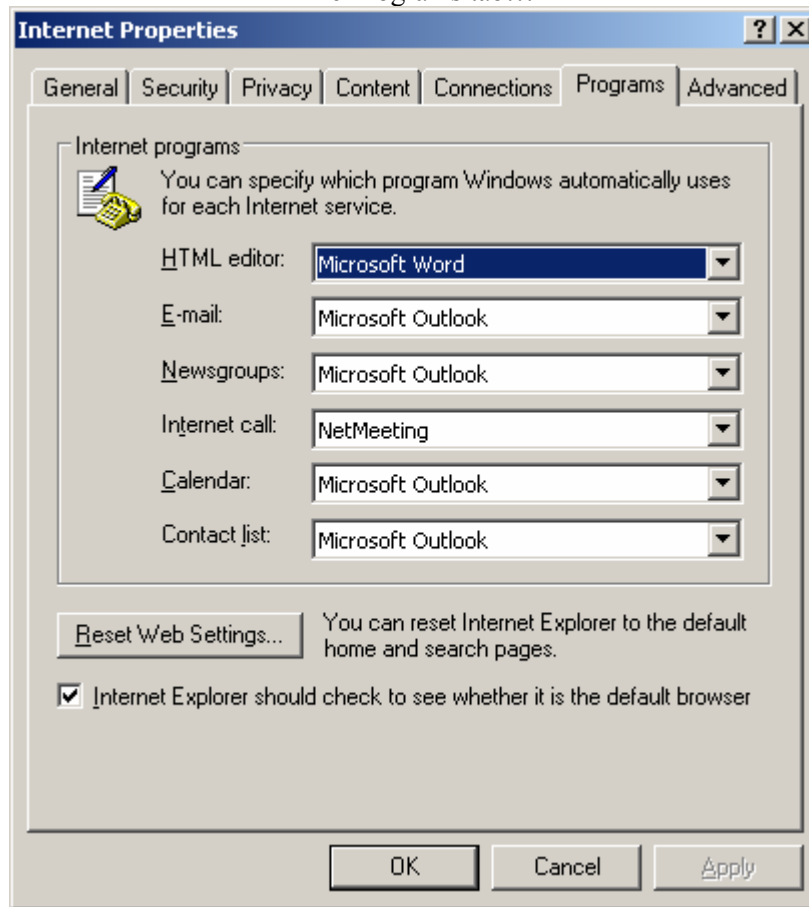 Programs tab...
Internet Properties
General Security Privacy Content Connections Programs Advanced
Internet programs
You can specify which program Windows automatically uses
for each Internet service.
HTML editor: Microsoft Word
E-mail: Microsoft Outlook
Newsgroups: Microsoft Outlook
Internet call: NetMeeting
Calendar: Microsoft Outlook
Contact list: Microsoft Outlook
Reset Web Settings... You can reset Internet Explorer to the default
home and search pages.
Internet Explorer should check to see whether it is the default browser
OK Cancel Apply